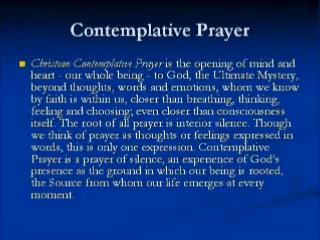 Contemplative Prayer
Christian Contemplative Prayer is the opening of mind and
heart - our whole being - to God, the Ultimate Mystery,
beyond thoughts, words and emotions, whom we know
by faith is within us, closer than breathing, thinking,
feeling and choosing; even closer than consciousness
itself. The root of all prayer is interior silence. Though
we think of prayer as thoughts or feelings expressed in
words, this is only one expression. Contemplative
Prayer is a prayer of silence, an experience of God's
presence as the ground in which our being is rooted,
the Source from whom our life emerges at every
moment.